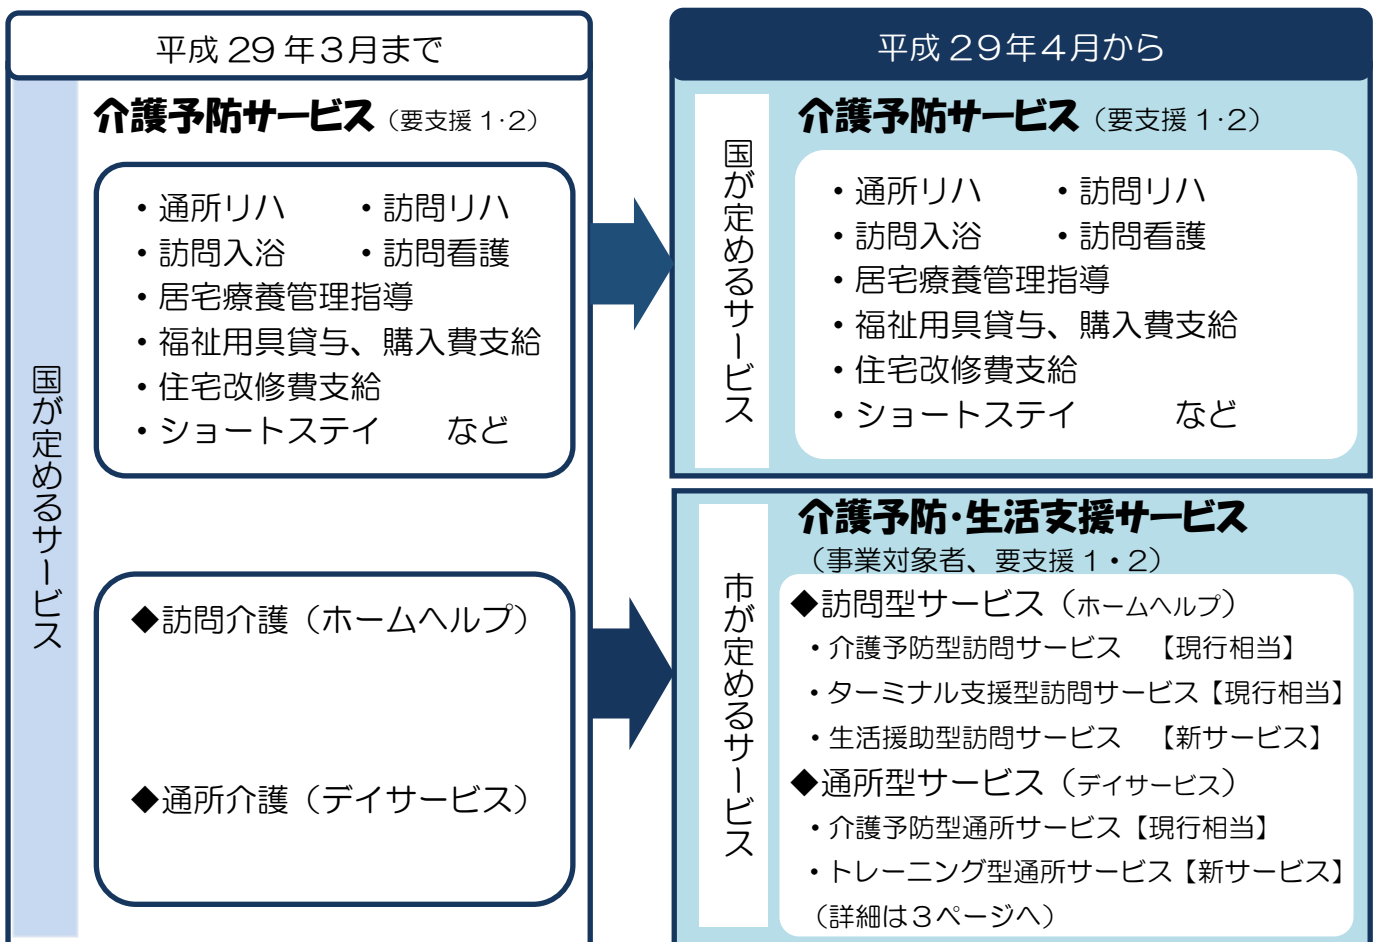 平成 29 年３月まで
国が定めるサービス
介護予防サービス（要支援 1・2）
・通所リハ　　・訪問リハ
・訪問入浴　　・訪問看護
・居宅療養管理指導
・福祉用具貸与、購入費支給
・住宅改修費支給
・ショートステイ　　など
◆訪問介護（ホームヘルプ）
◆通所介護（デイサービス）
平成 29年４月から
国が定めるサービス
介護予防サービス（要支援 1・2）
・通所リハ　　・訪問リハ
・訪問入浴　　・訪問看護
・居宅療養管理指導
・福祉用具貸与、購入費支給
・住宅改修費支給
・ショートステイ　　　など
市が定めるサービス
介護予防・生活支援サービス
（事業対象者、要支援 1・2）
◆訪問型サービス（ホームヘルプ）
・介護予防型訪問サービス　【現行相当】
・ターミナル支援型訪問サービス【現行相当】
・生活援助型訪問サービス　【新サービス】
◆通所型サービス（デイサービス）
・介護予防型通所サービス【現行相当】
・トレーニング型通所サービス【新サービス】
（詳細は３ページへ）